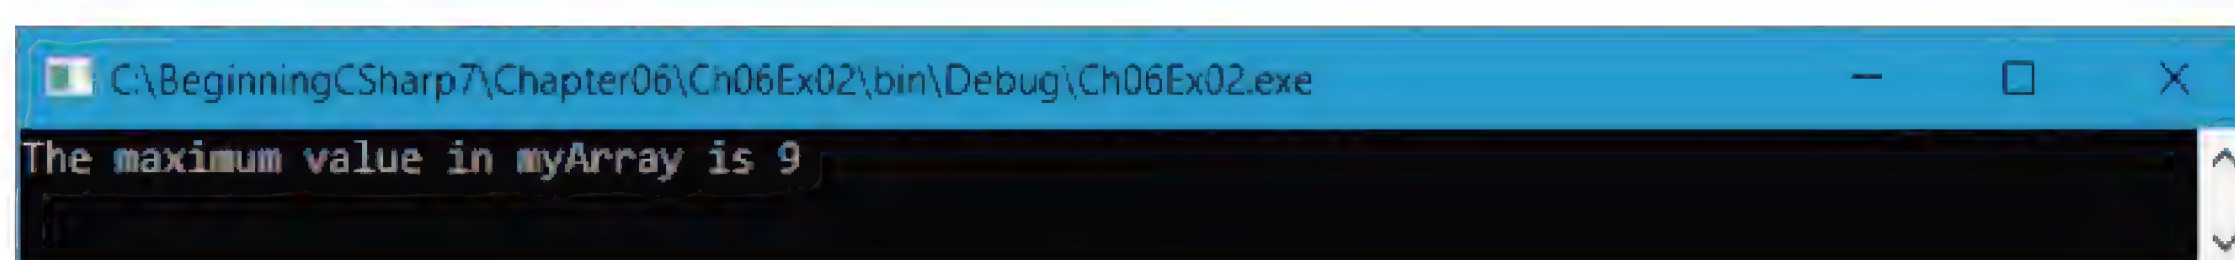 C:\BeginningCSharp7\Chapter06\Ch06Ex02\bin\Debug\Ch06Ex02.exe
The maximum value in myArray is 9